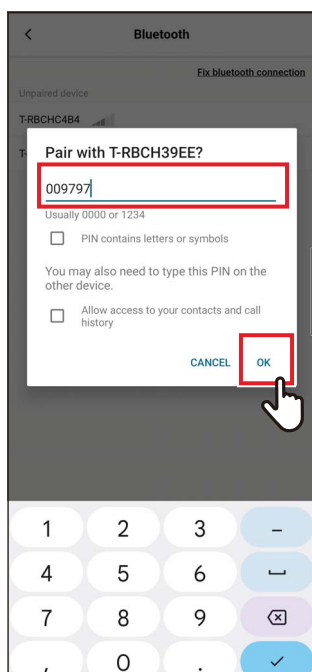 Bluetooth
Fix bluetooth connection
Unpaired device
T-RBCHC4B4
T-
Pair with T-RBCH39EE?
009797
Usually 0000 or 1234
PIN contains letters or symbols
You may also need to type this PIN on the
other device.
Allow access to your contacts and call
history
CANCEL OK
1 2 3 –
4 5 6
7 8 9
, 0 .